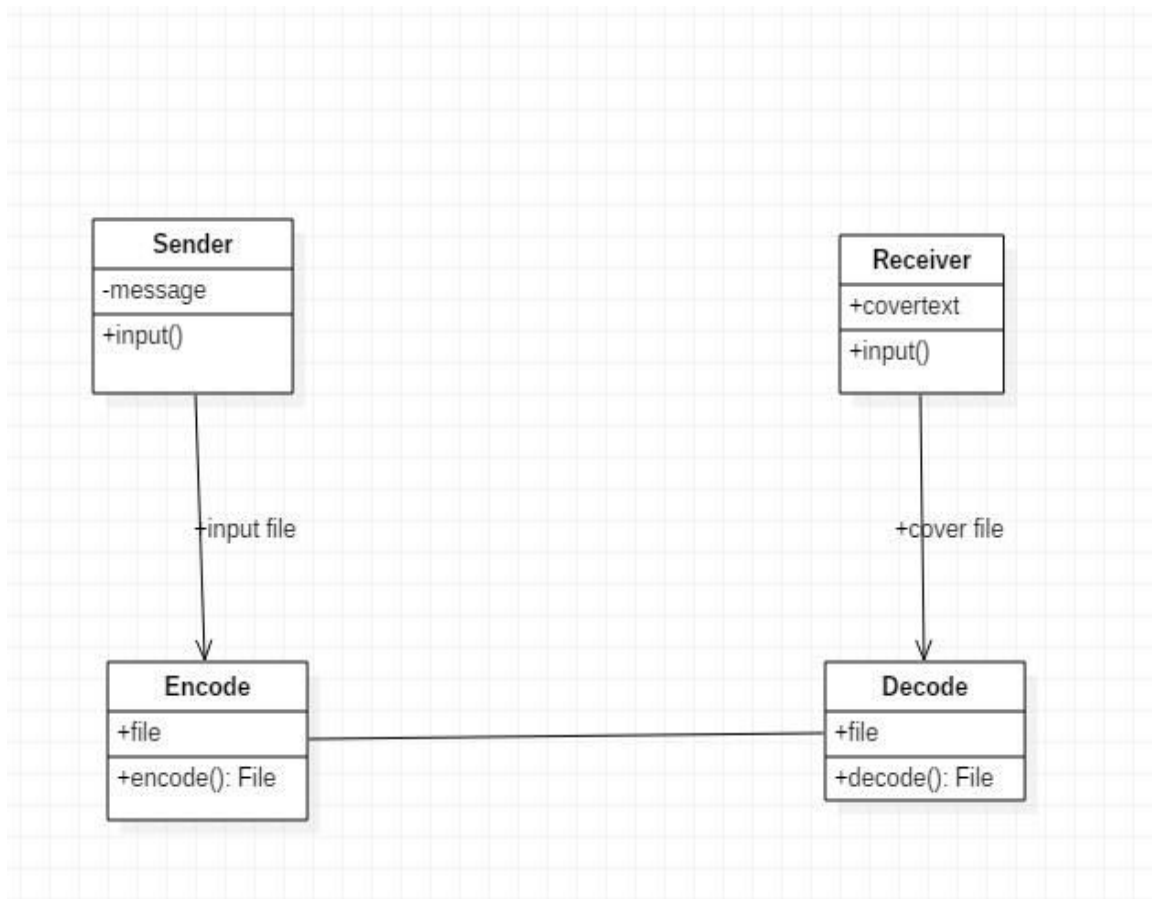 Sender
-message
+input()
Receiver
+covertext
+input()
+input file
+cover file
Encode
+file
+encode(): File
Decode
+file
+decode(): File